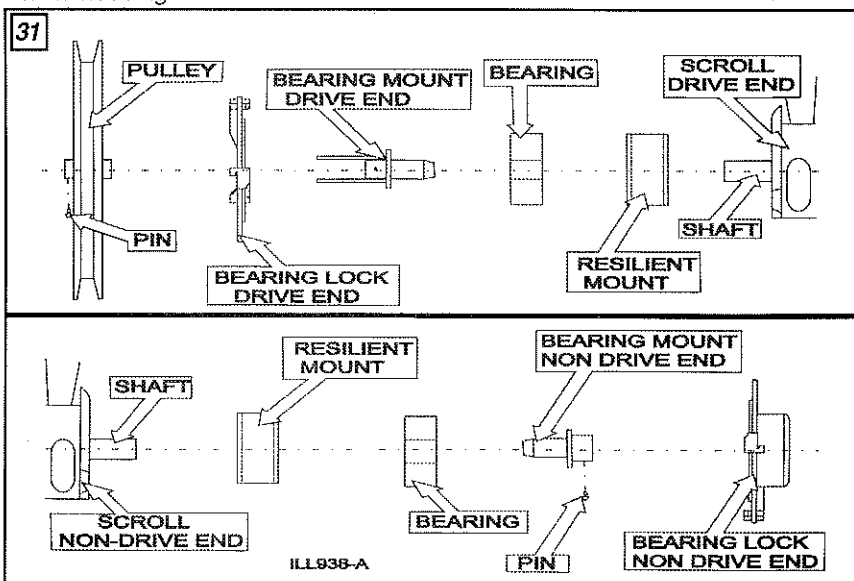 31
PULLEY
BEARING MOUNT
DRIVE END
BEARING
SCROLL
DRIVE END
PIN
BEARING LOCK
DRIVE END
SHAFT
RESILIENT
MOUNT
SHAFT
RESILIENT
MOUNT
BEARING MOUNT
NON DRIVE END
SCROLL
NON-DRIVE END
BEARING
PIN
BEARING LOCK
NON DRIVE END
ILL938-A